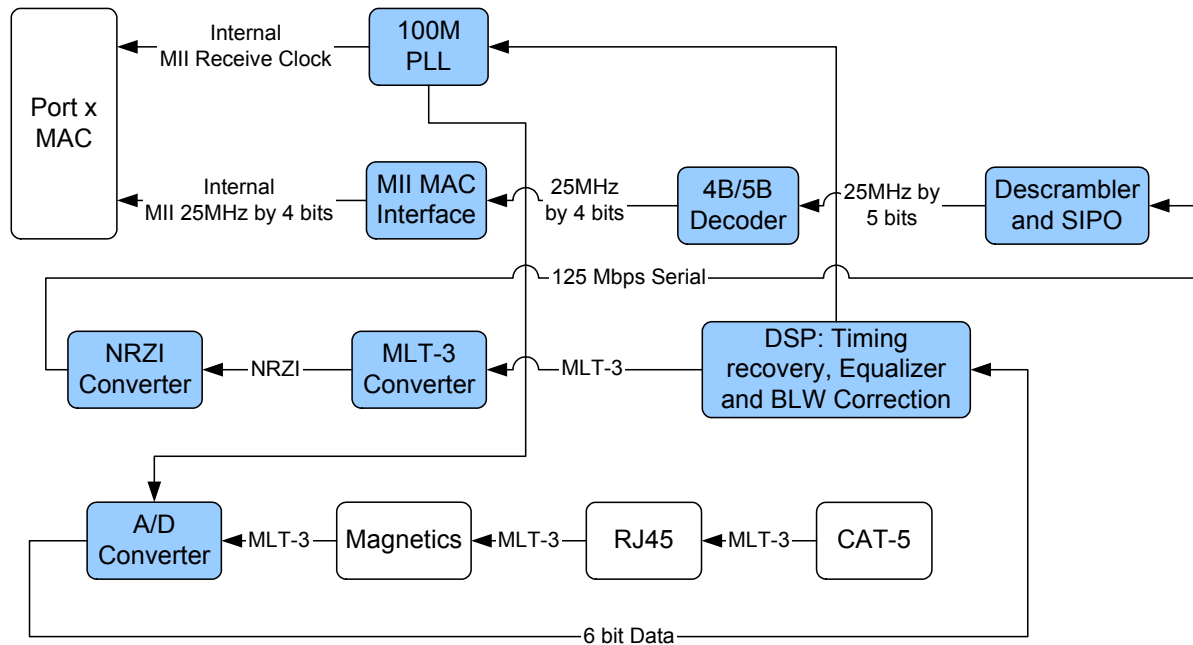 Port x
MAC
Internal
MII Receive Clock
100M
PLL
Internal
MII 25MHz by 4 bits
MII MAC
Interface
25MHz
by 4 bits
4B/5B
Decoder
25MHz by
5 bits
Descrambler
and SIPO
125 Mbps Serial
NRZI
Converter
NRZI
MLT-3
Converter
MLT-3
DSP: Timing
recovery, Equalizer
and BLW Correction
A/D
Converter
MLT-3
Magnetics
MLT-3
RJ45
MLT-3
CAT-5
6 bit Data